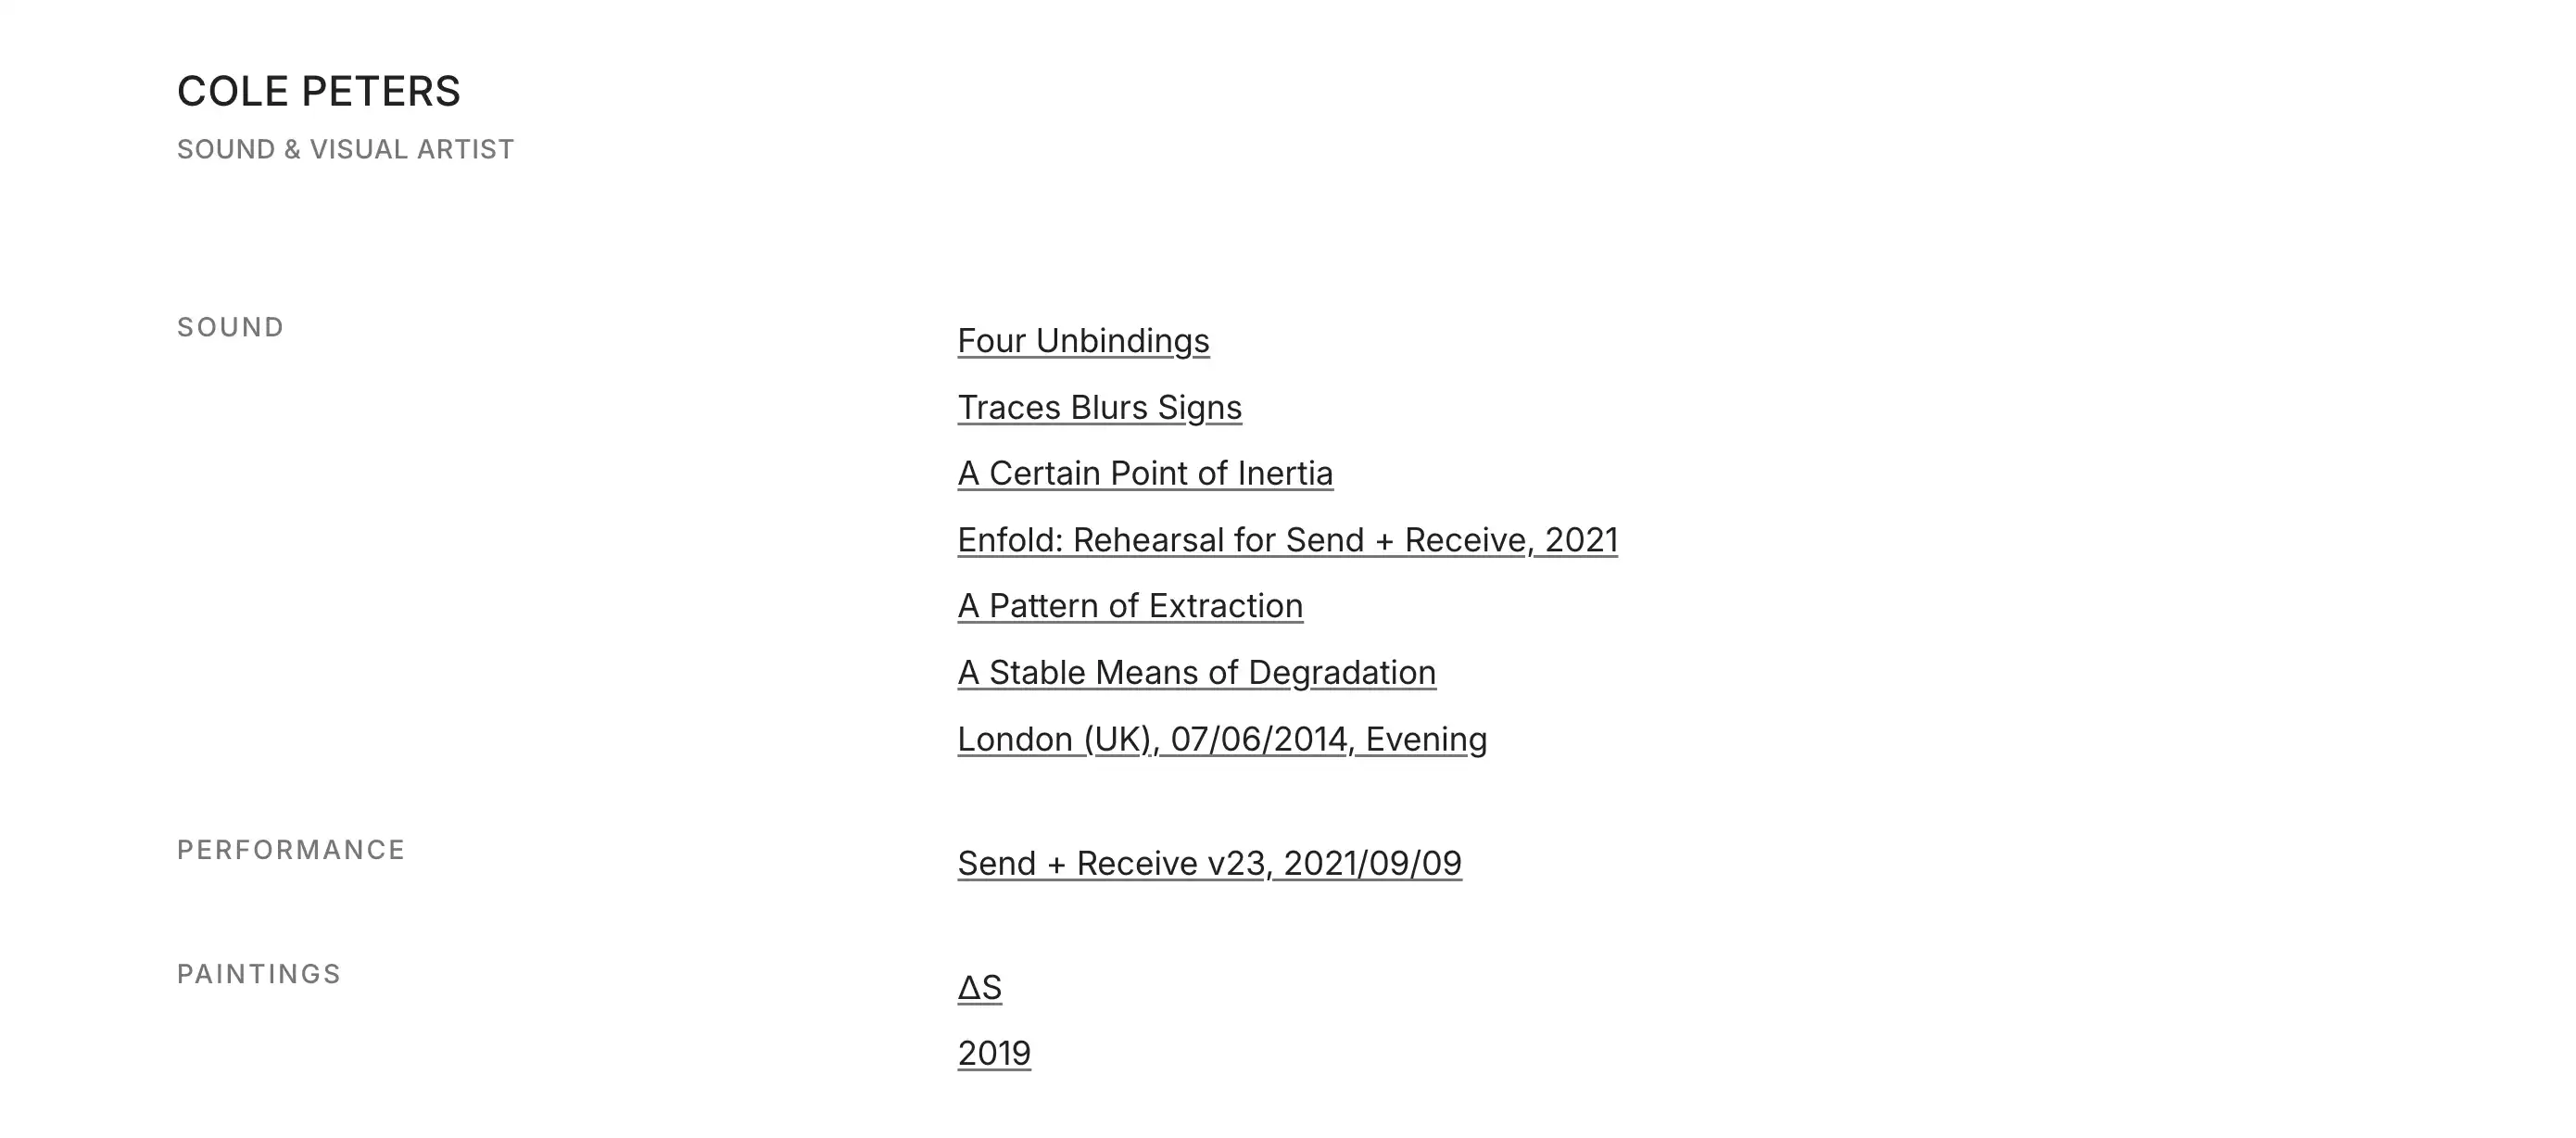 COLE PETERS
SOUND & VISUAL ARTIST
SOUND
Four Unbindings
Traces Blurs Signs
A Certain Point of Inertia
Enfold: Rehearsal for Send + Receive, 2021
A Pattern of Extraction
A Stable Means of Degradation
London (UK), 07/06/2014, Evening
PERFORMANCE
Send + Receive v23, 2021/09/09
PAINTINGS
ΔS
2019